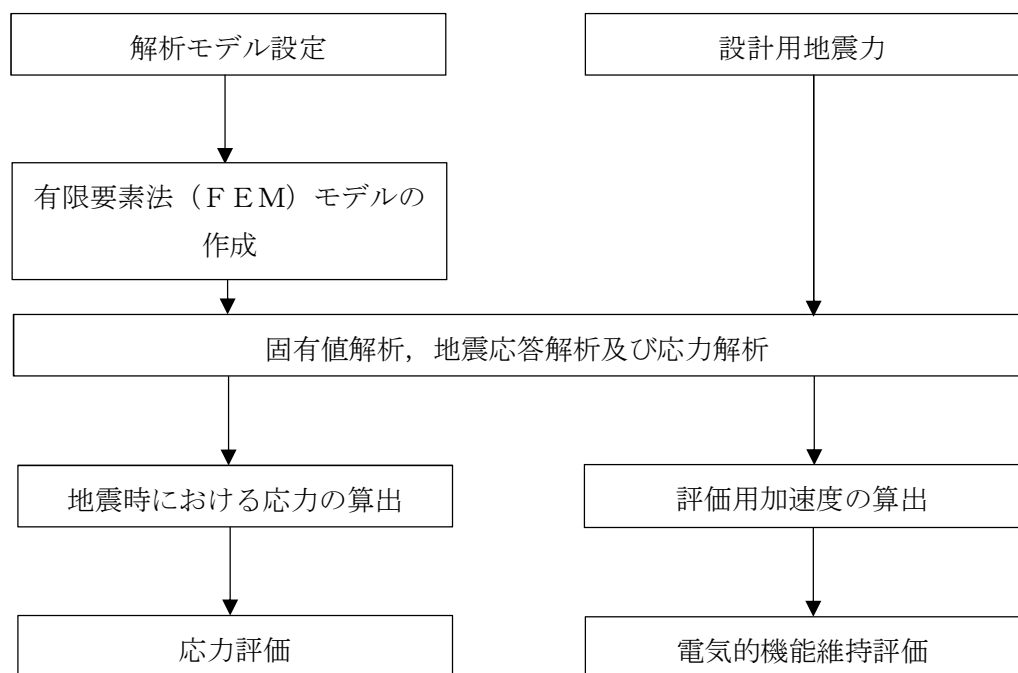 解析モデル設定
設計用地震力
有限要素法（ＦＥＭ）モデルの
作成
固有値解析，地震応答解析及び応力解析
地震時における応力の算出
評価用加速度の算出
応力評価
電気的機能維持評価